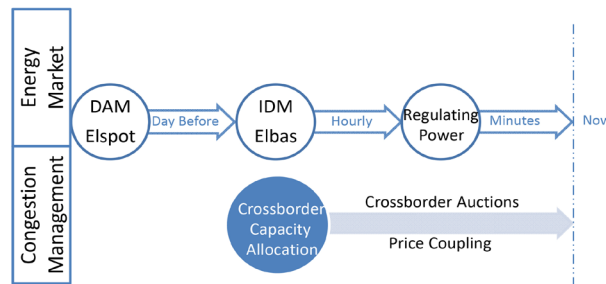 Energy
Market
DAM
Elspot
Day Before
IDM
Elbas
Hourly
Regulating
Power
Minutes
Now
Congestion
Management
Crossborder
Capacity
Allocation
Crossborder Auctions
Price Coupling